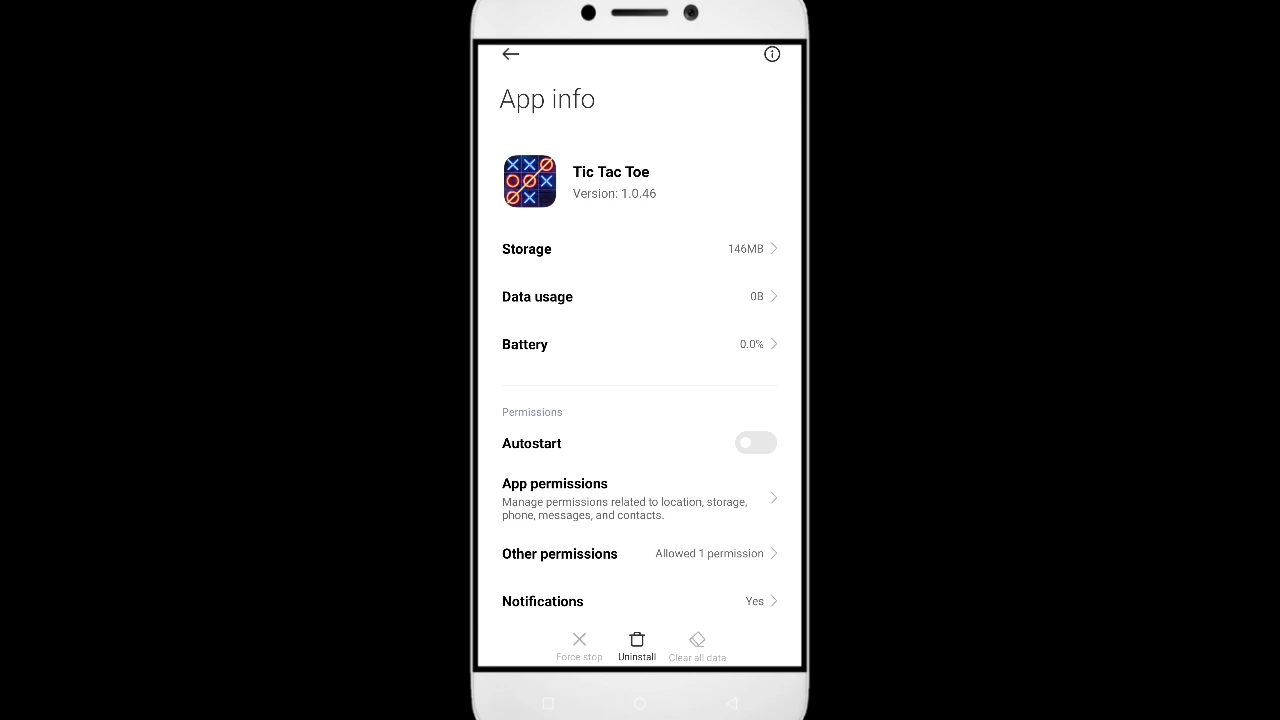 App info
Tic Tac Toe
Version: 1.0.46
Storage 146MB
Data usage 0B
Battery 0.0%
Permissions
Autostart
App permissions
Manage permissions related to location, storage,
phone, messages, and contacts.
Other permissions Allowed 1 permission
Notifications Yes
Force stop Uninstall Clear all data